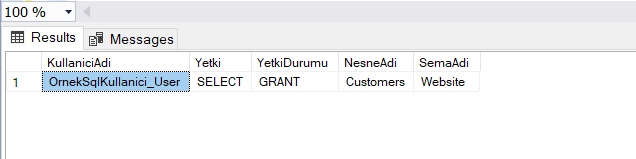 100 %
Results Messages
KullaniciAdi Yetki YetkiDurumu NesneAdi SemaAdi
1 OrnekSqlKullanici_User SELECT GRANT Customers Website